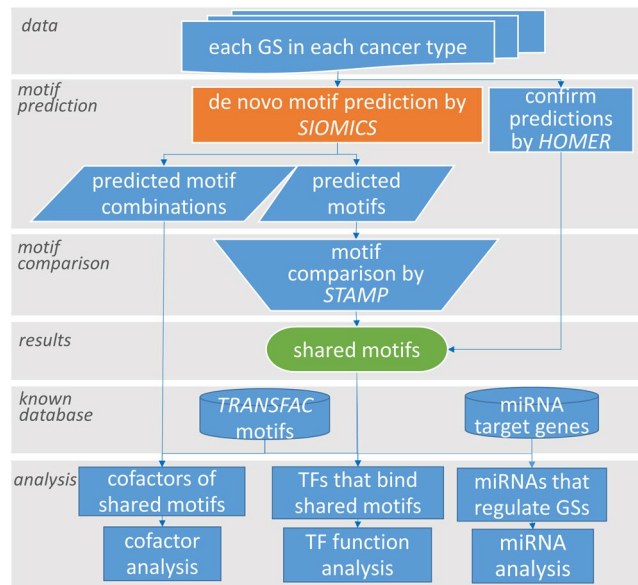 data
each GS in each cancer type
motif
prediction
de novo motif prediction by
SIOMICS
confirm
predictions
by HOMER
predicted motif
combinations
predicted
motifs
motif
comparison
motif
comparison by
STAMP
results
shared motifs
known
database
TRANSFAC
motifs
miRNA
target genes
analysis
cofactors of
shared motifs
TFs that bind
shared motifs
miRNAs that
regulate GSs
cofactor
analysis
TF function
analysis
miRNA
analysis